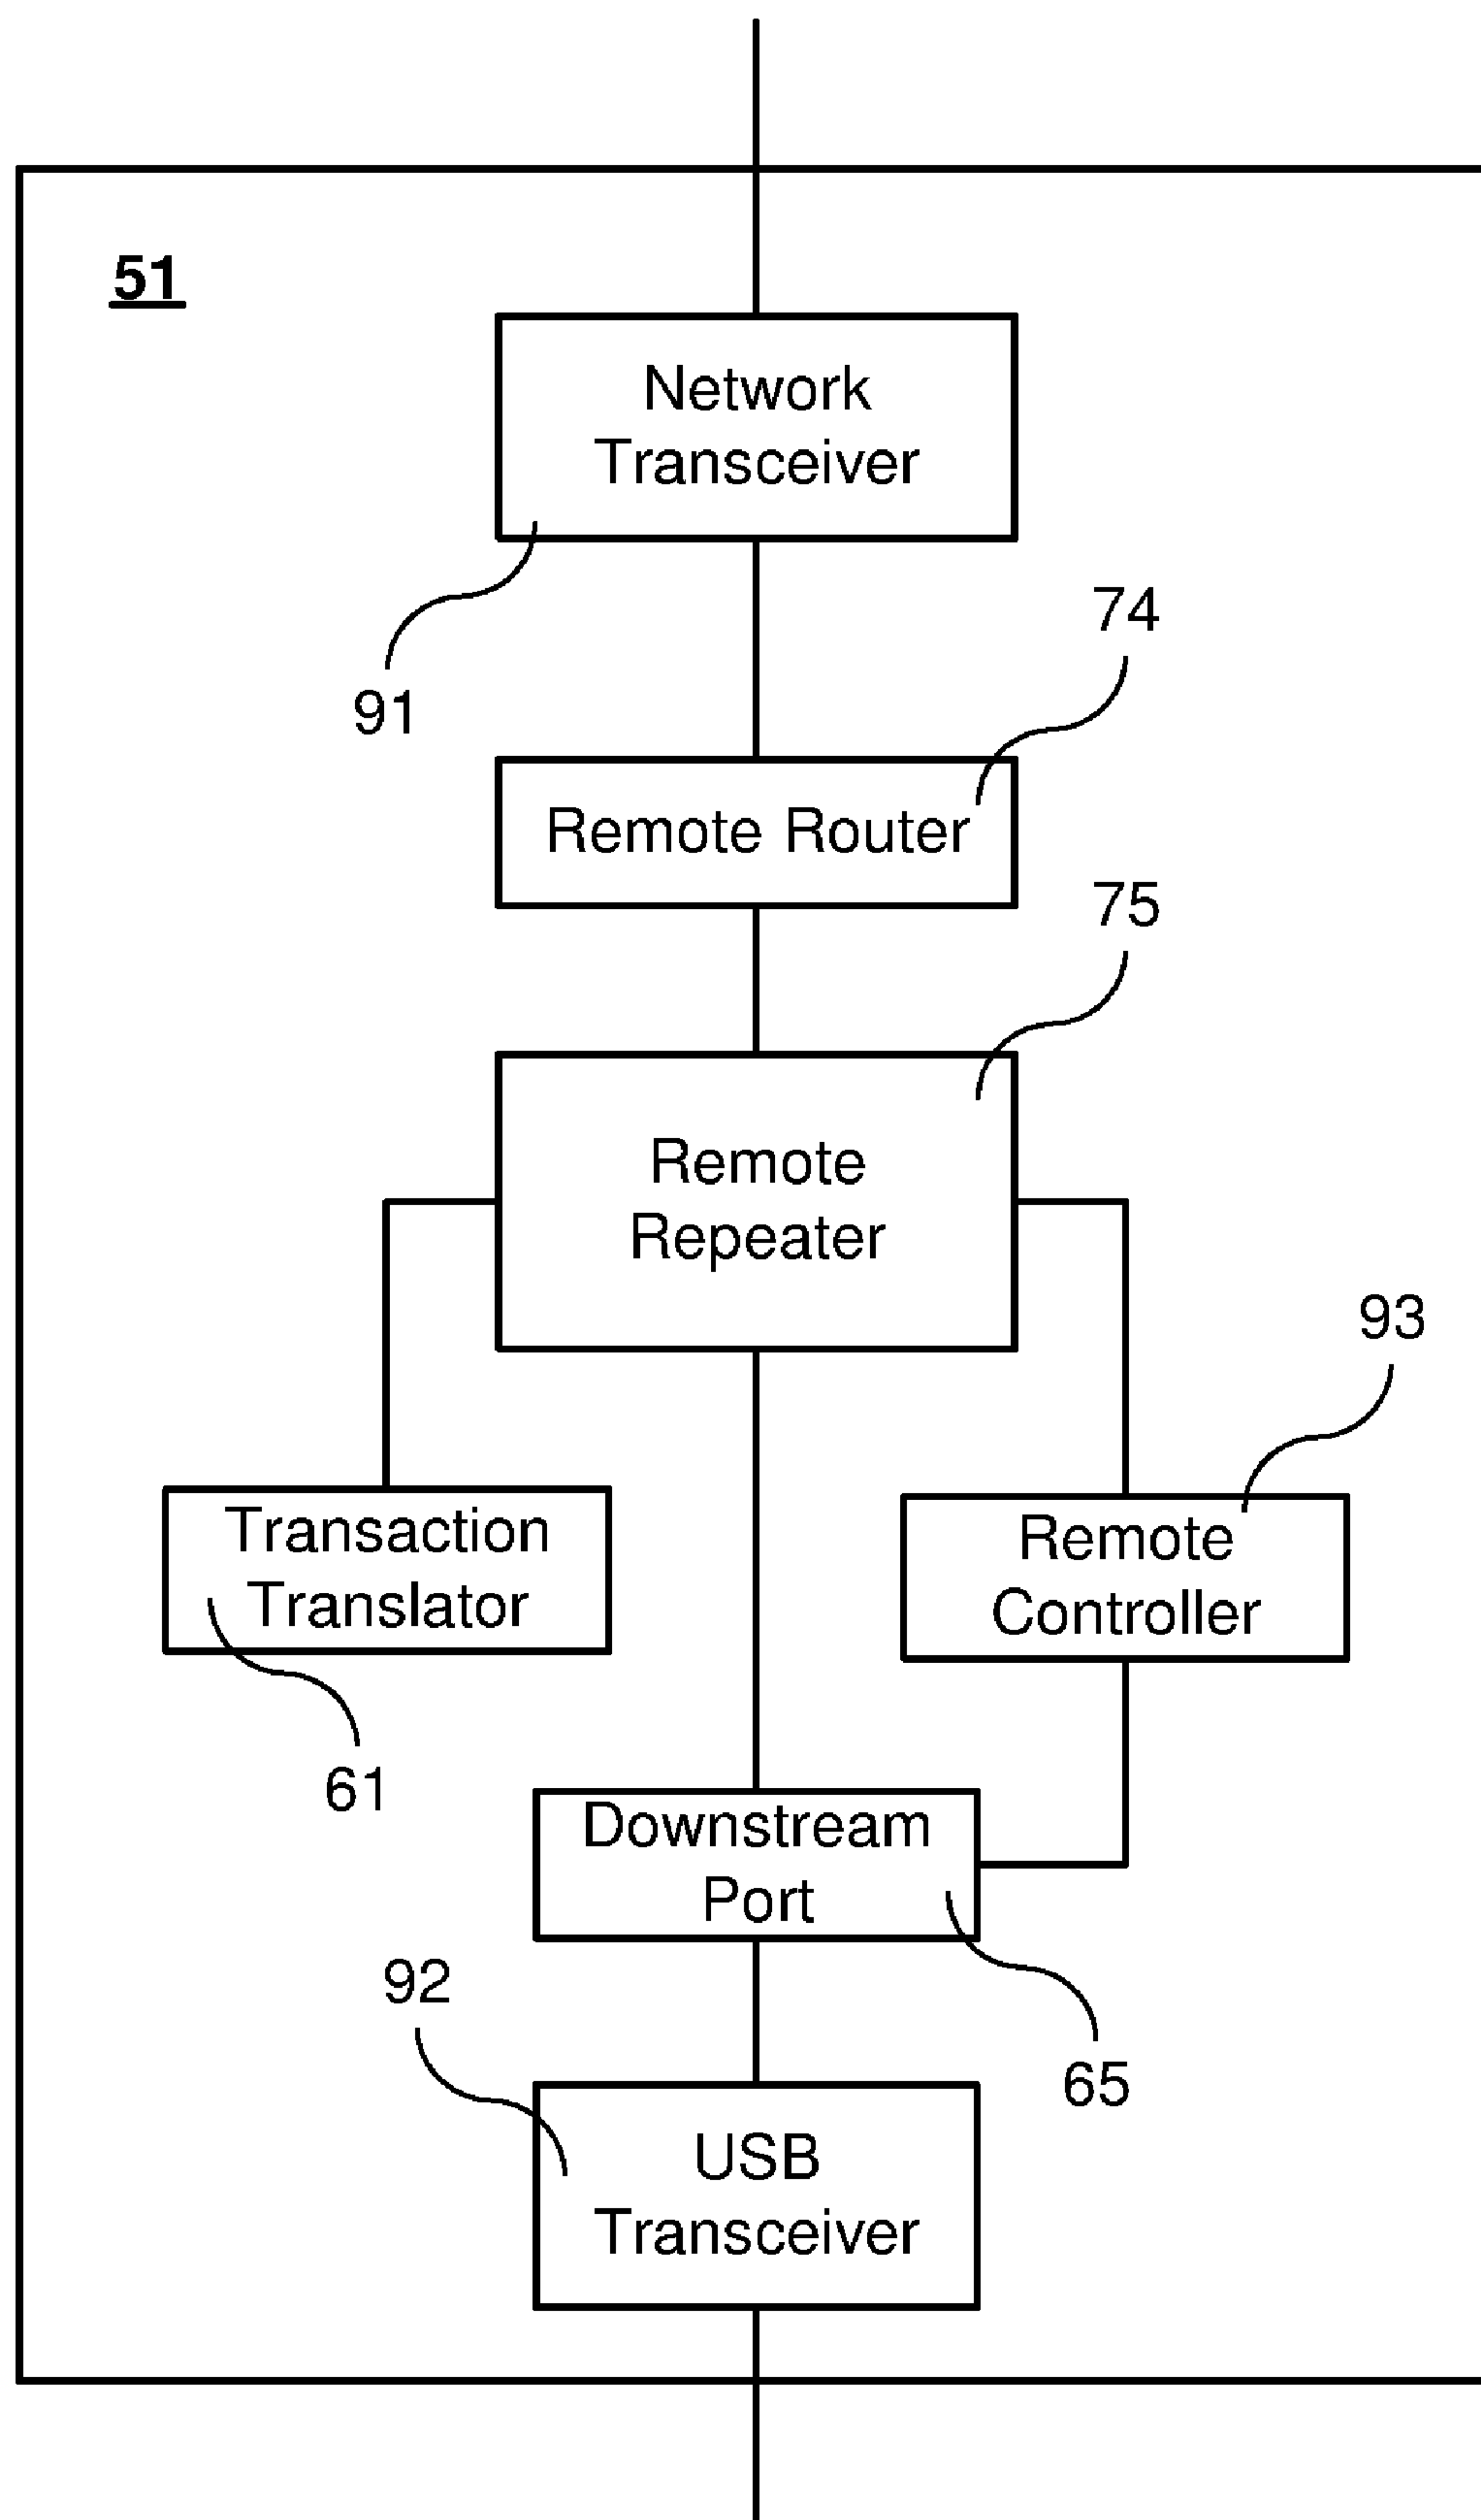 51
Network
Transceiver
91
74
Remote Router
75
Remote
Repeater
93
Transaction
Translator
Remote
Controller
61
Downstream
Port
92
65
USB
Transceiver